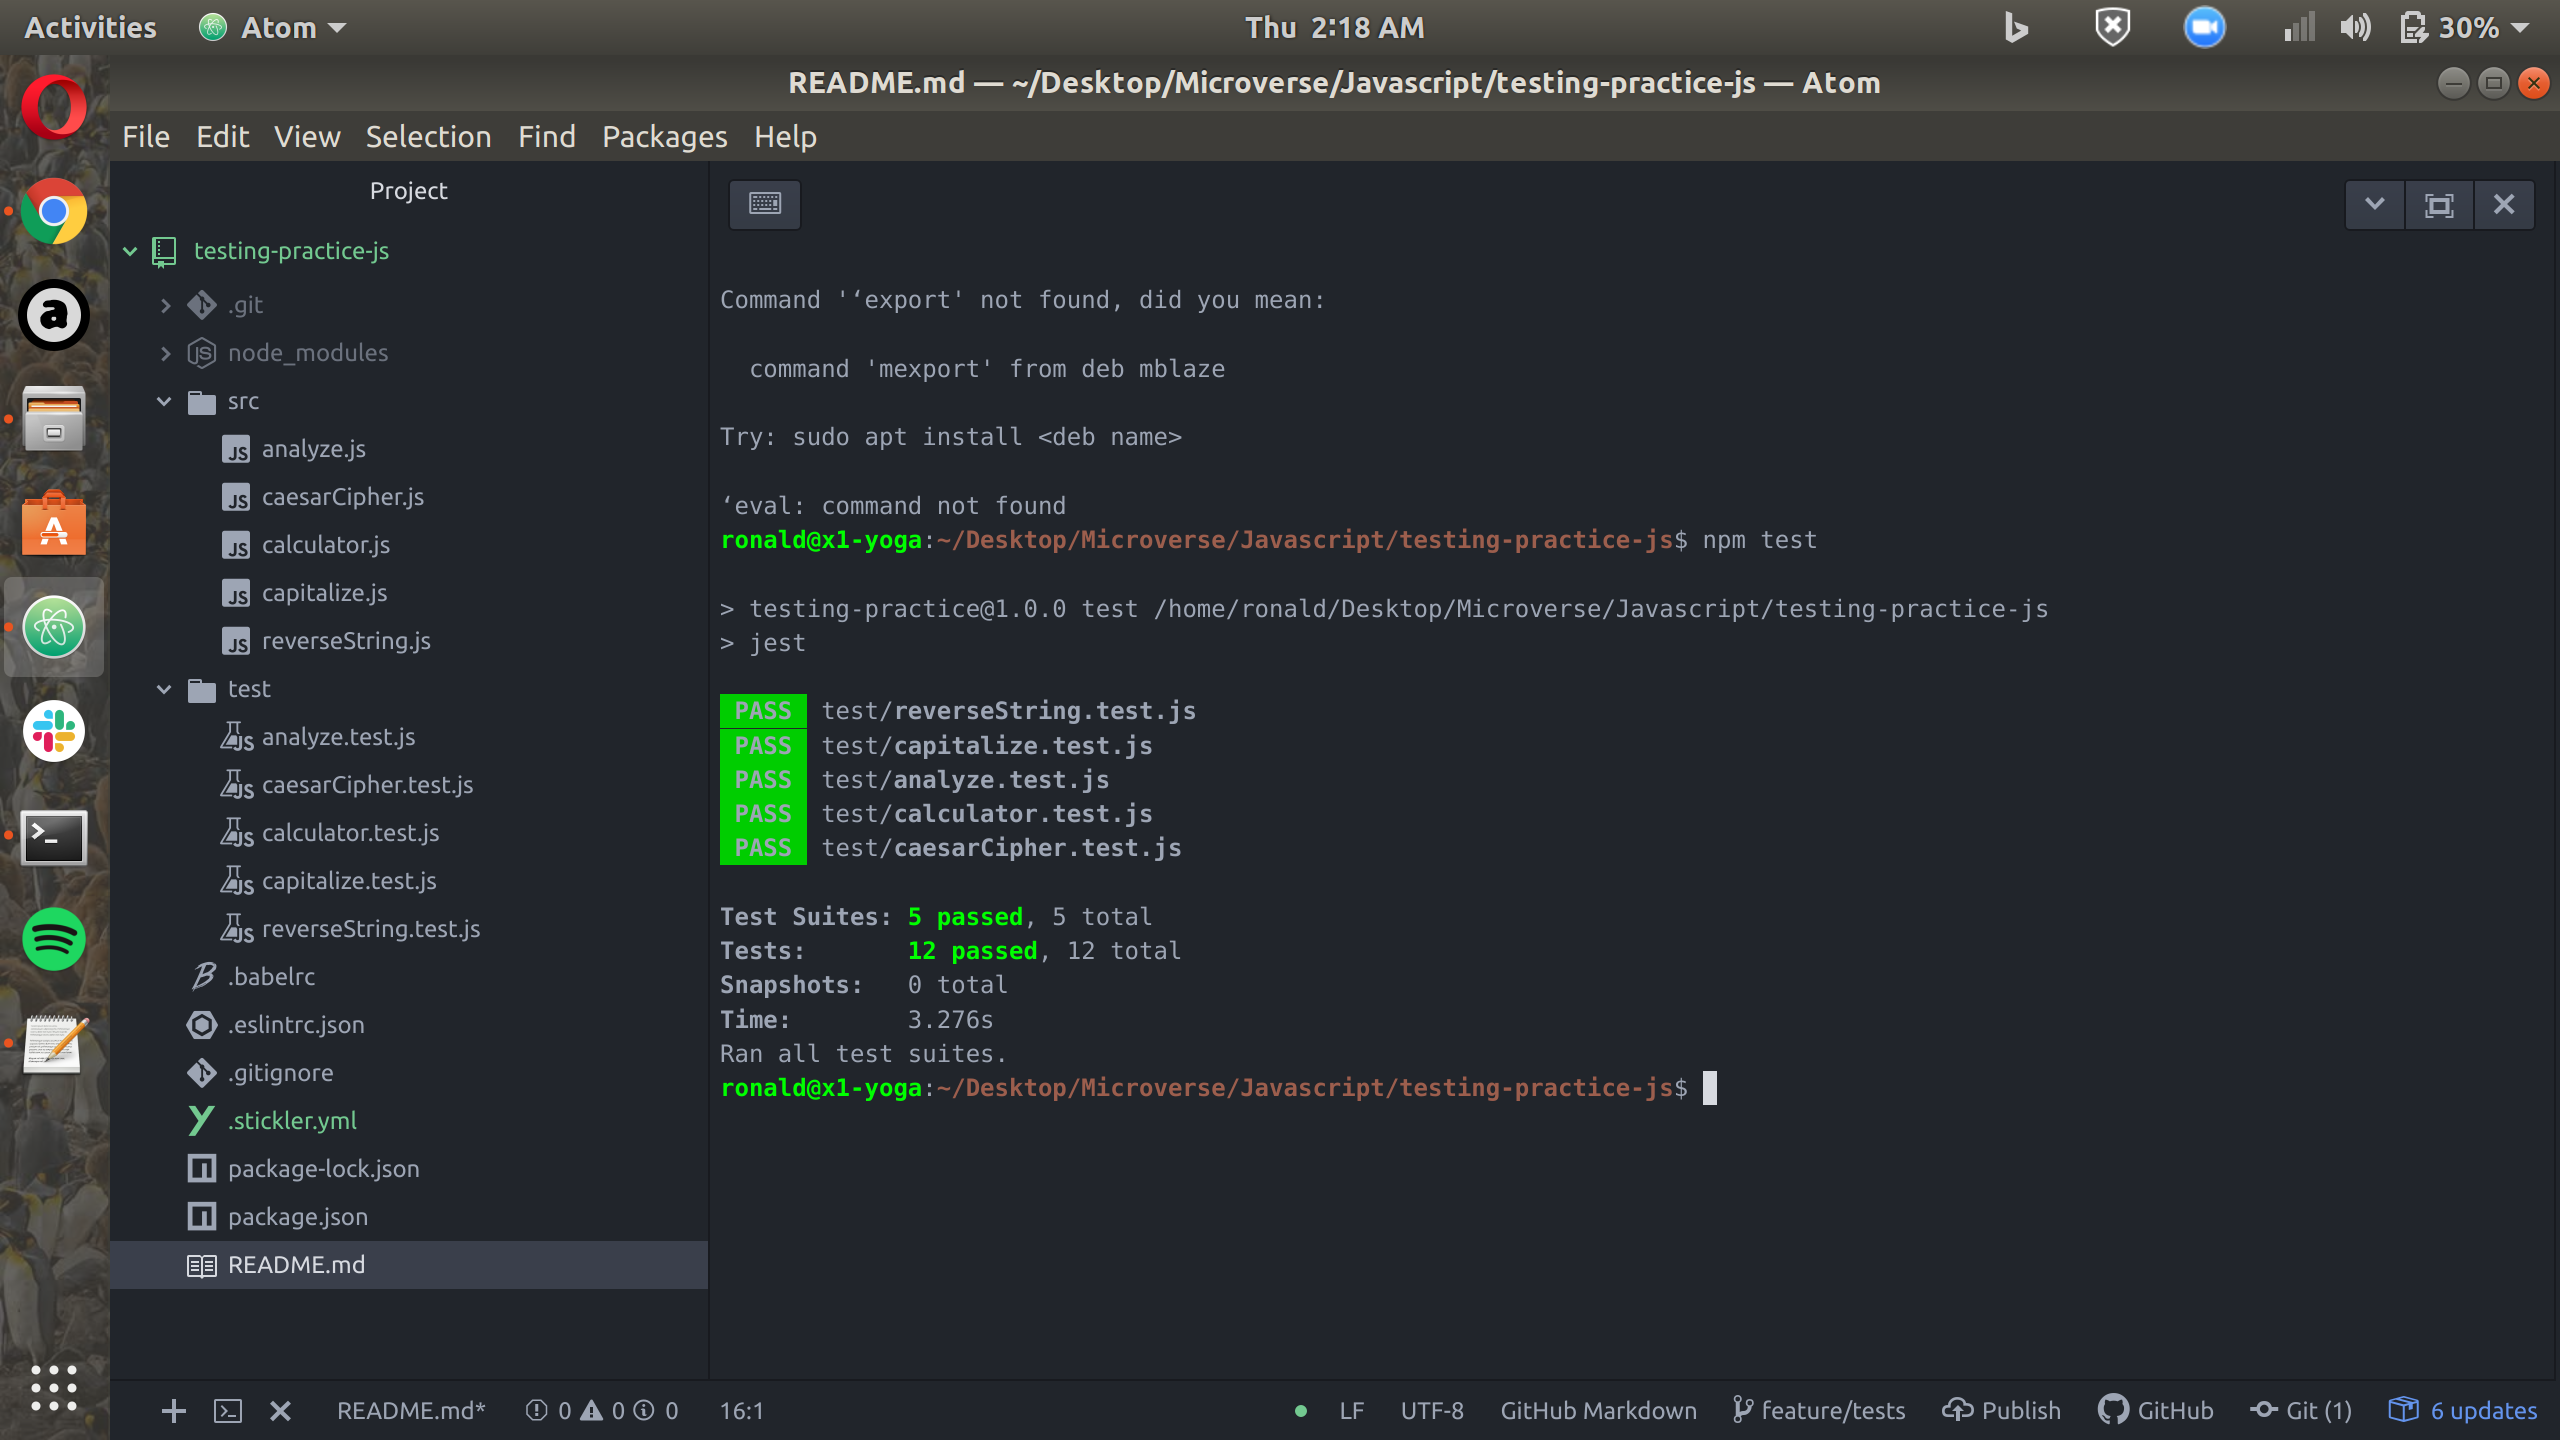 Activities Atom Thu 2:18 AM 30%
README.md — ~/Desktop/Microverse/Javascript/testing-practice-js — Atom
File Edit View Selection Find Packages Help
Project
testing-practice-js
.git
node_modules
src
analyze.js
caesarCipher.js
calculator.js
capitalize.js
reverseString.js
test
analyze.test.js
caesarCipher.test.js
calculator.test.js
capitalize.test.js
reverseString.test.js
.babelrc
.eslintrc.json
.gitignore
.stickler.yml
package-lock.json
package.json
README.md
Command '‘export' not found, did you mean:
command 'mexport' from deb mblaze
Try: sudo apt install <deb name>
‘eval: command not found
ronald@x1-yoga:~/Desktop/Microverse/Javascript/testing-practice-js$ npm test
> testing-practice@1.0.0 test /home/ronald/Desktop/Microverse/Javascript/testing-practice-js
> jest
PASS test/reverseString.test.js
PASS test/capitalize.test.js
PASS test/analyze.test.js
PASS test/calculator.test.js
PASS test/caesarCipher.test.js
Test Suites: 5 passed, 5 total
Tests: 12 passed, 12 total
Snapshots: 0 total
Time: 3.276s
Ran all test suites.
ronald@x1-yoga:~/Desktop/Microverse/Javascript/testing-practice-js$
README.md* 0 0 0 16:1 LF UTF-8 GitHub Markdown feature/tests Publish GitHub Git (1) 6 updates